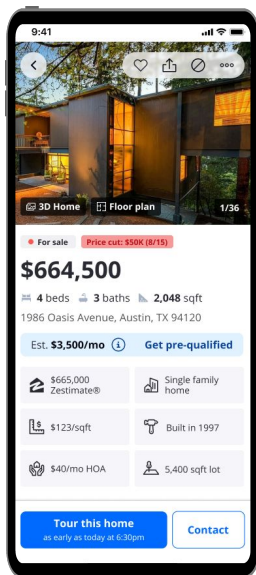 9:41
3D Home
Floor plan
1/36
For sale
Price cut: $50K (8/15)
$664,500
4 beds 3 baths 2,048 sqft
1986 Oasis Avenue, Austin, TX 94120
Est. $3,500/mo Get pre-qualified
$665,000
Zestimate®
Single family
home
$123/sqft
Built in 1997
$40/mo HOA
5,400 sqft lot
Tour this home
as early as today at 6:30pm
Contact